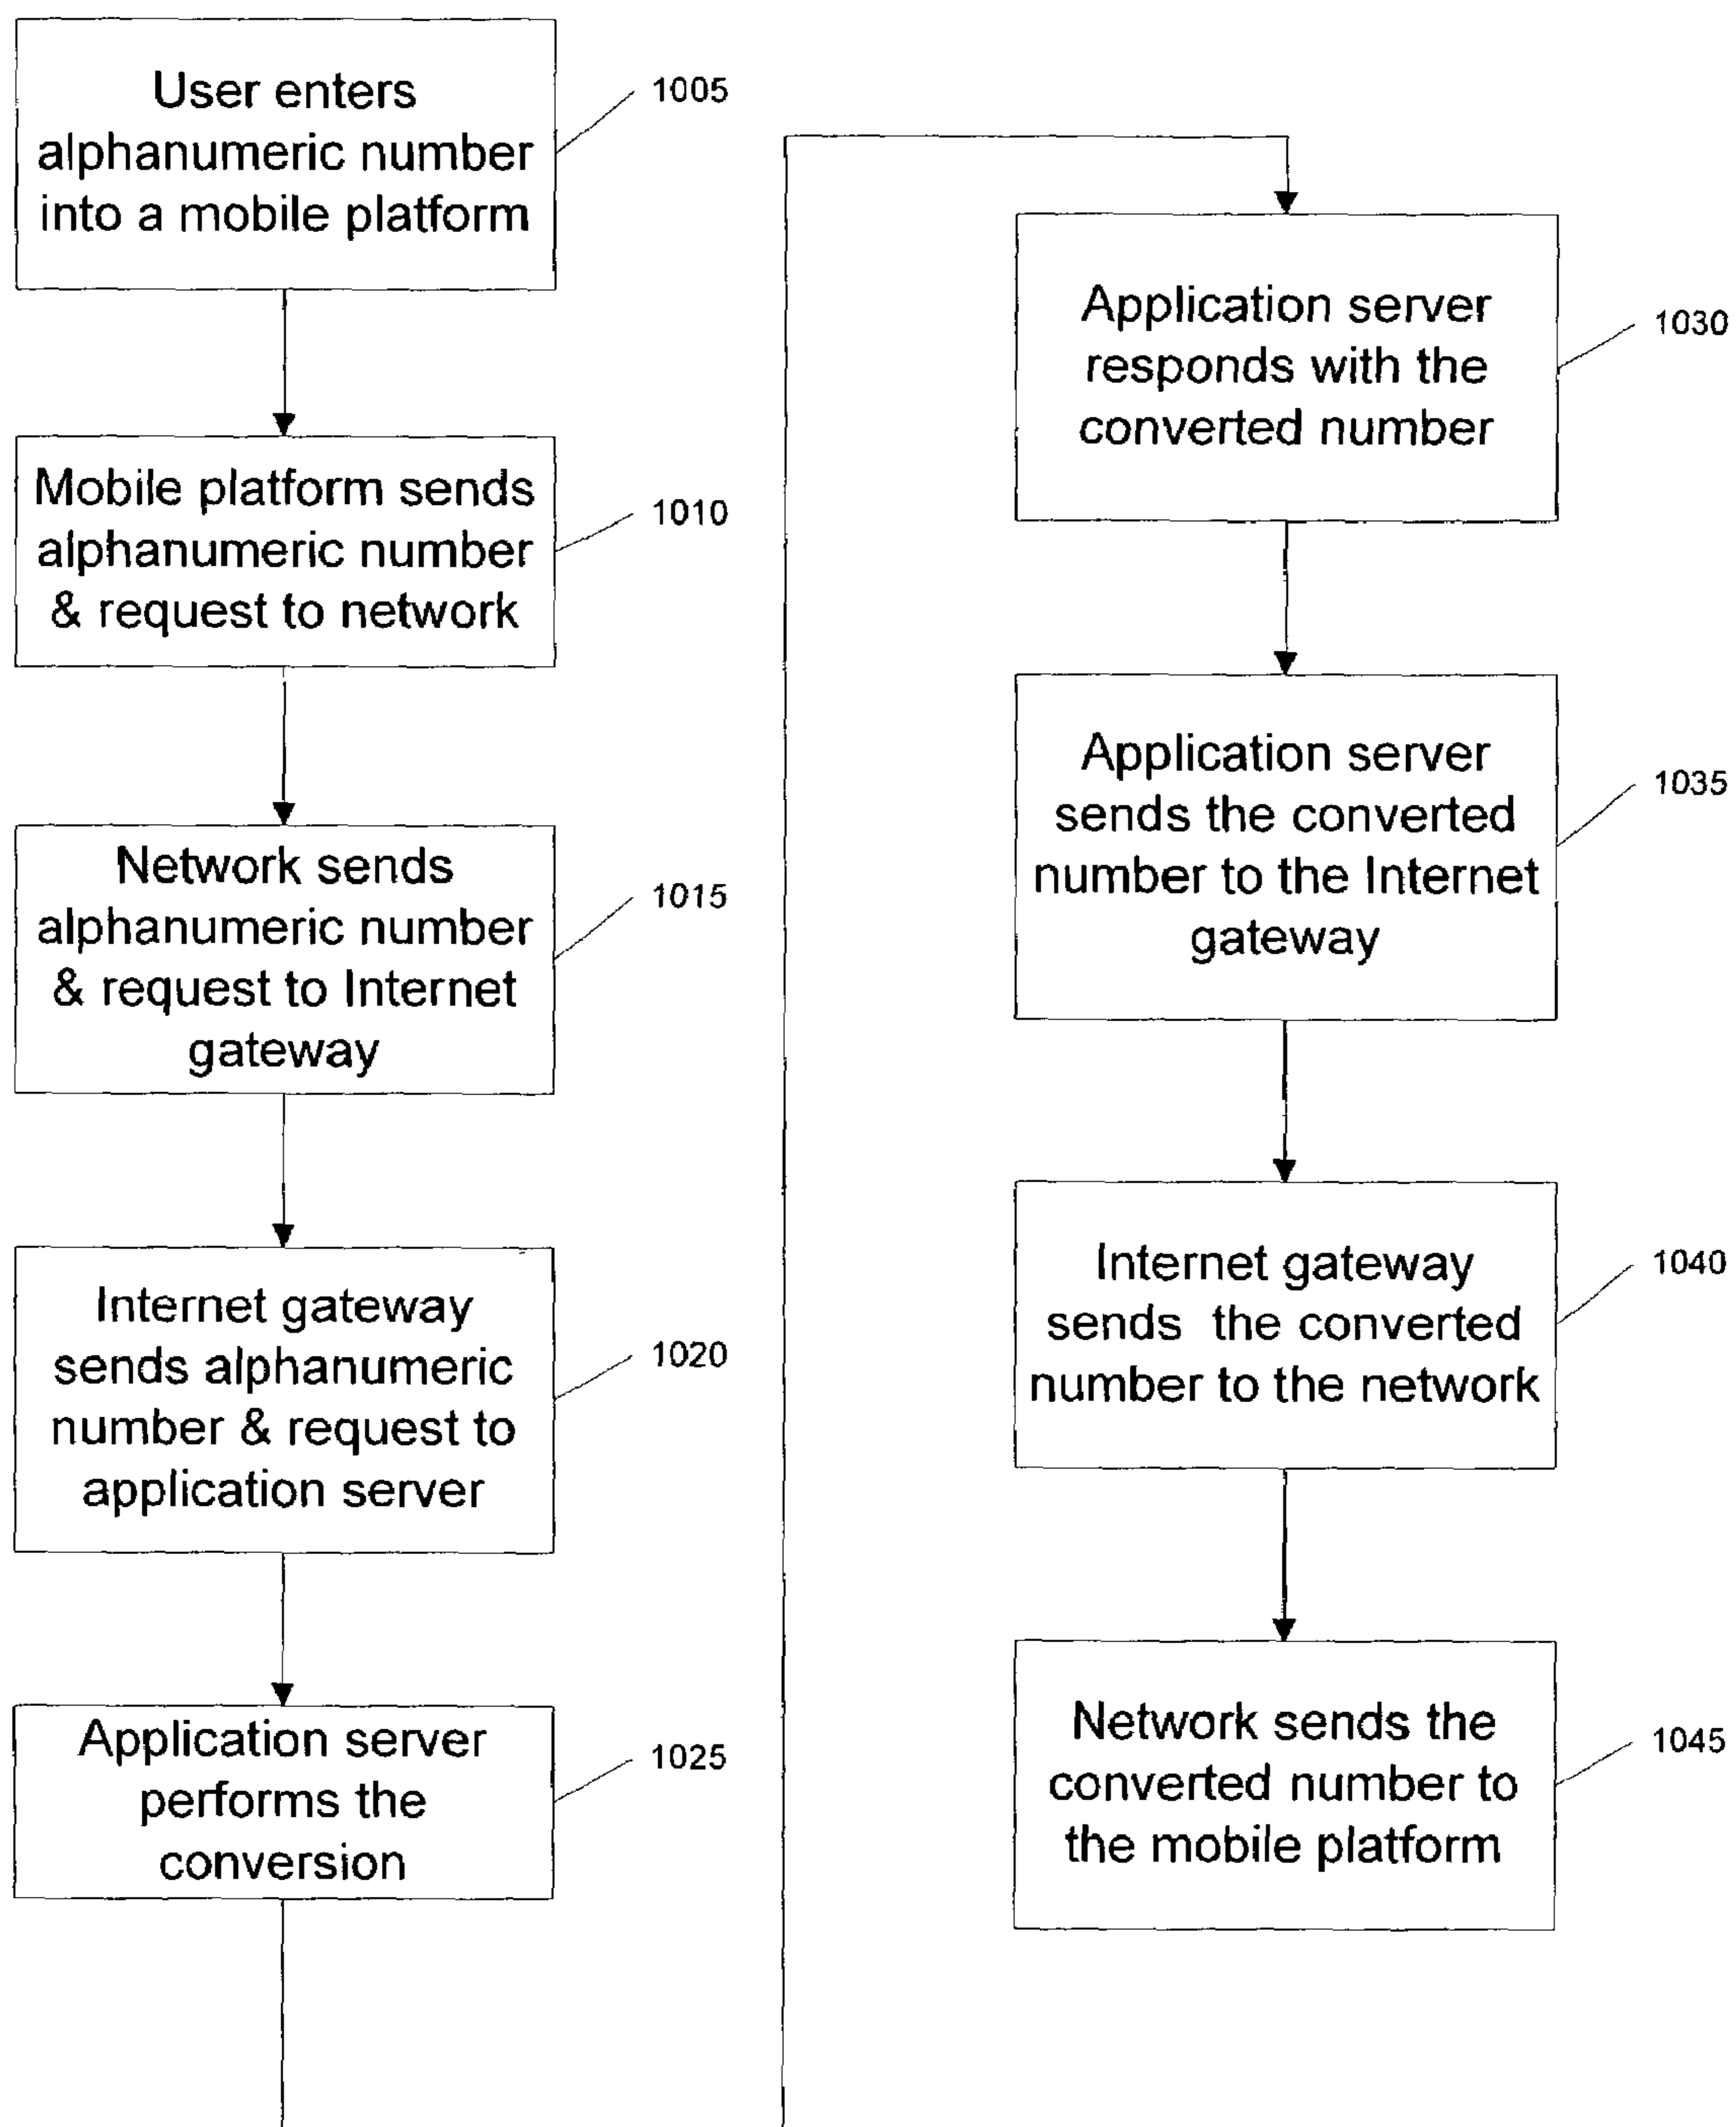 User enters
alphanumeric number
into a mobile platform
1005
Mobile platform sends
alphanumeric number
& request to network
1010
Network sends
alphanumeric number
& request to Internet
gateway
1015
Internet gateway
sends alphanumeric
number & request to
application server
1020
Application server
performs the
conversion
1025
Application server
responds with the
converted number
1030
Application server
sends the converted
number to the Internet
gateway
1035
Internet gateway
sends the converted
number to the network
1040
Network sends the
converted number to
the mobile platform
1045